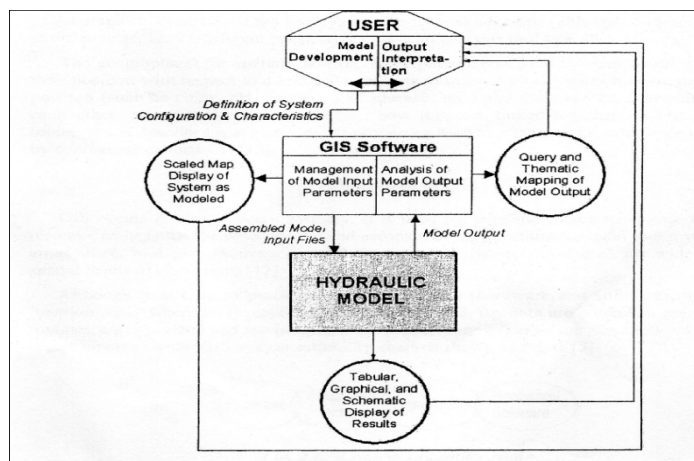 USER
Model
Development
Output
Interpreta-
tion
Definition of System
Configuration & Characteristics
GIS Software
Management
of Model Input
Parameters
Analysis of
Model Output
Parameters
Scaled Map
Display of
System as
Modeled
Query and
Thematic
Mapping of
Model Output
Assembled Model
Input Files
Model Output
HYDRAULIC
MODEL
Tabular,
Graphical, and
Schematic
Display of
Results